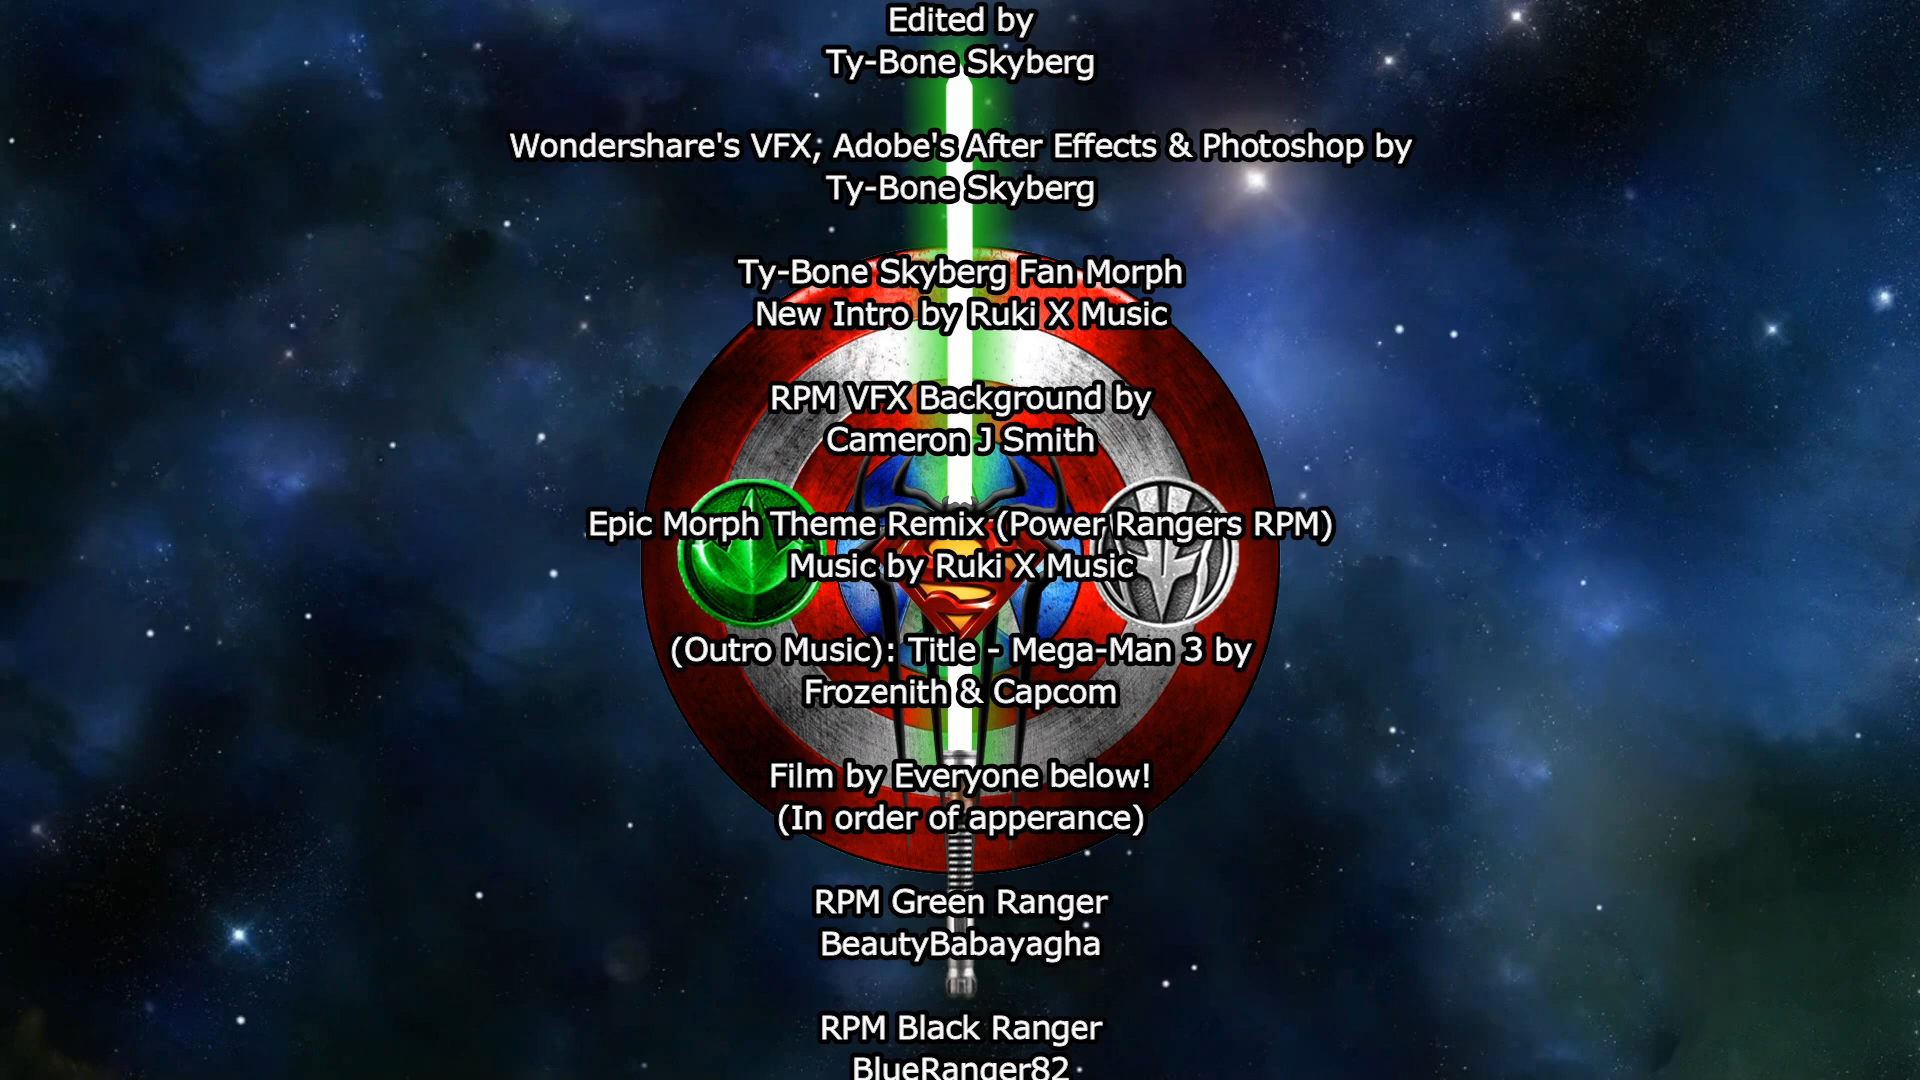 Edited by
Ty-Bone Skyberg
Wondershare's VFX, Adobe's After Effects & Photoshop by
Ty-Bone Skyberg
Ty-Bone Skyberg Fan Morph
New Intro by Ruki X Music
RPM VFX Background by
Cameron J Smith
Epic Morph Theme Remix (Power Rangers RPM)
Music by Ruki X Music
(Outro Music): Title - Mega-Man 3 by
Frozenith & Capcom
Film by Everyone below!
(In order of apperance)
RPM Green Ranger
BeautyBabayagha
RPM Black Ranger
BlueRanger82